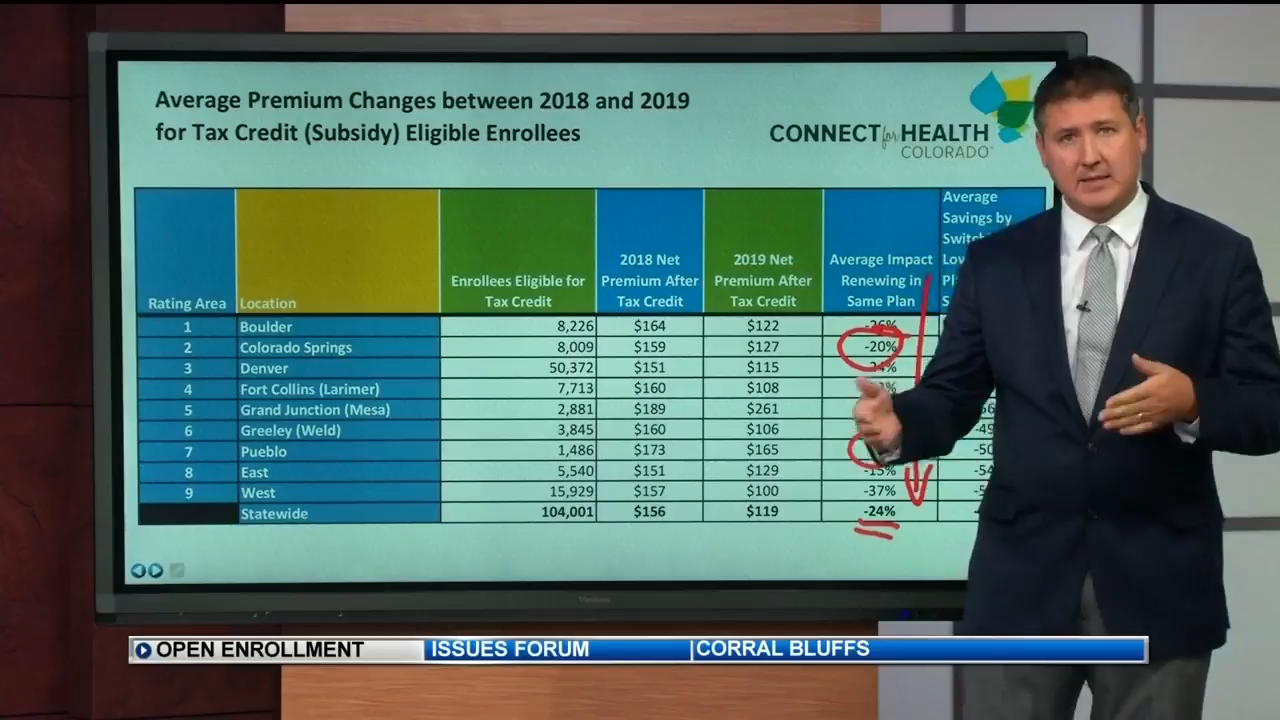 Average Premium Changes between 2018 and 2019
for Tax Credit (Subsidy) Eligible Enrollees
CONNECT for HEALTH
COLORADO
Rating Area Location Enrollees Eligible for Tax Credit 2018 Net Premium After Tax Credit 2019 Net Premium After Tax Credit Average Impact Renewing in Same Plan Average Savings by
1 Boulder 8,226 $164 $122 -26%
2 Colorado Springs 8,009 $159 $127 -20%
3 Denver 50,372 $151 $115 -24%
4 Fort Collins (Larimer) 7,713 $160 $108
5 Grand Junction (Mesa) 2,881 $189 $261
6 Greeley (Weld) 3,845 $160 $106
7 Pueblo 1,486 $173 $165
8 East 5,540 $151 $129 -15%
9 West 15,929 $157 $100 -37%
Statewide 104,001 $156 $119 -24%
OPEN ENROLLMENT ISSUES FORUM CORRAL BLUFFS